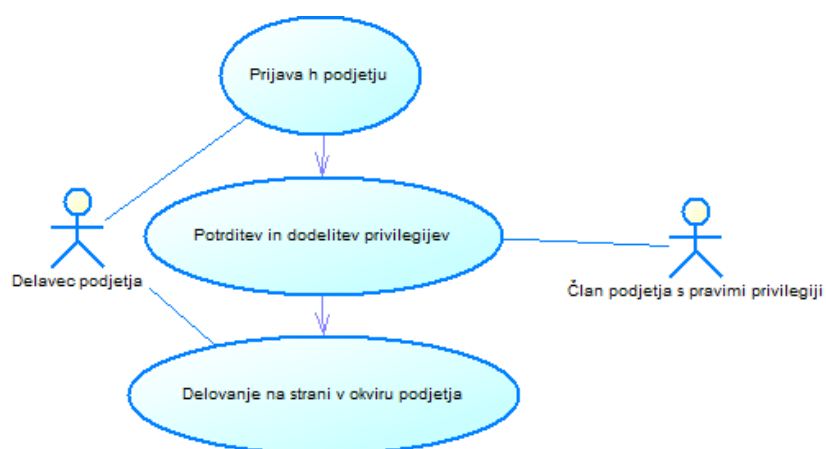 Prijava h podjetju
Potrditev in dodelitev privilegijev
Delavec podjetja
Član podjetja s pravimi privilegiji
Delovanje na strani v okviru podjetja